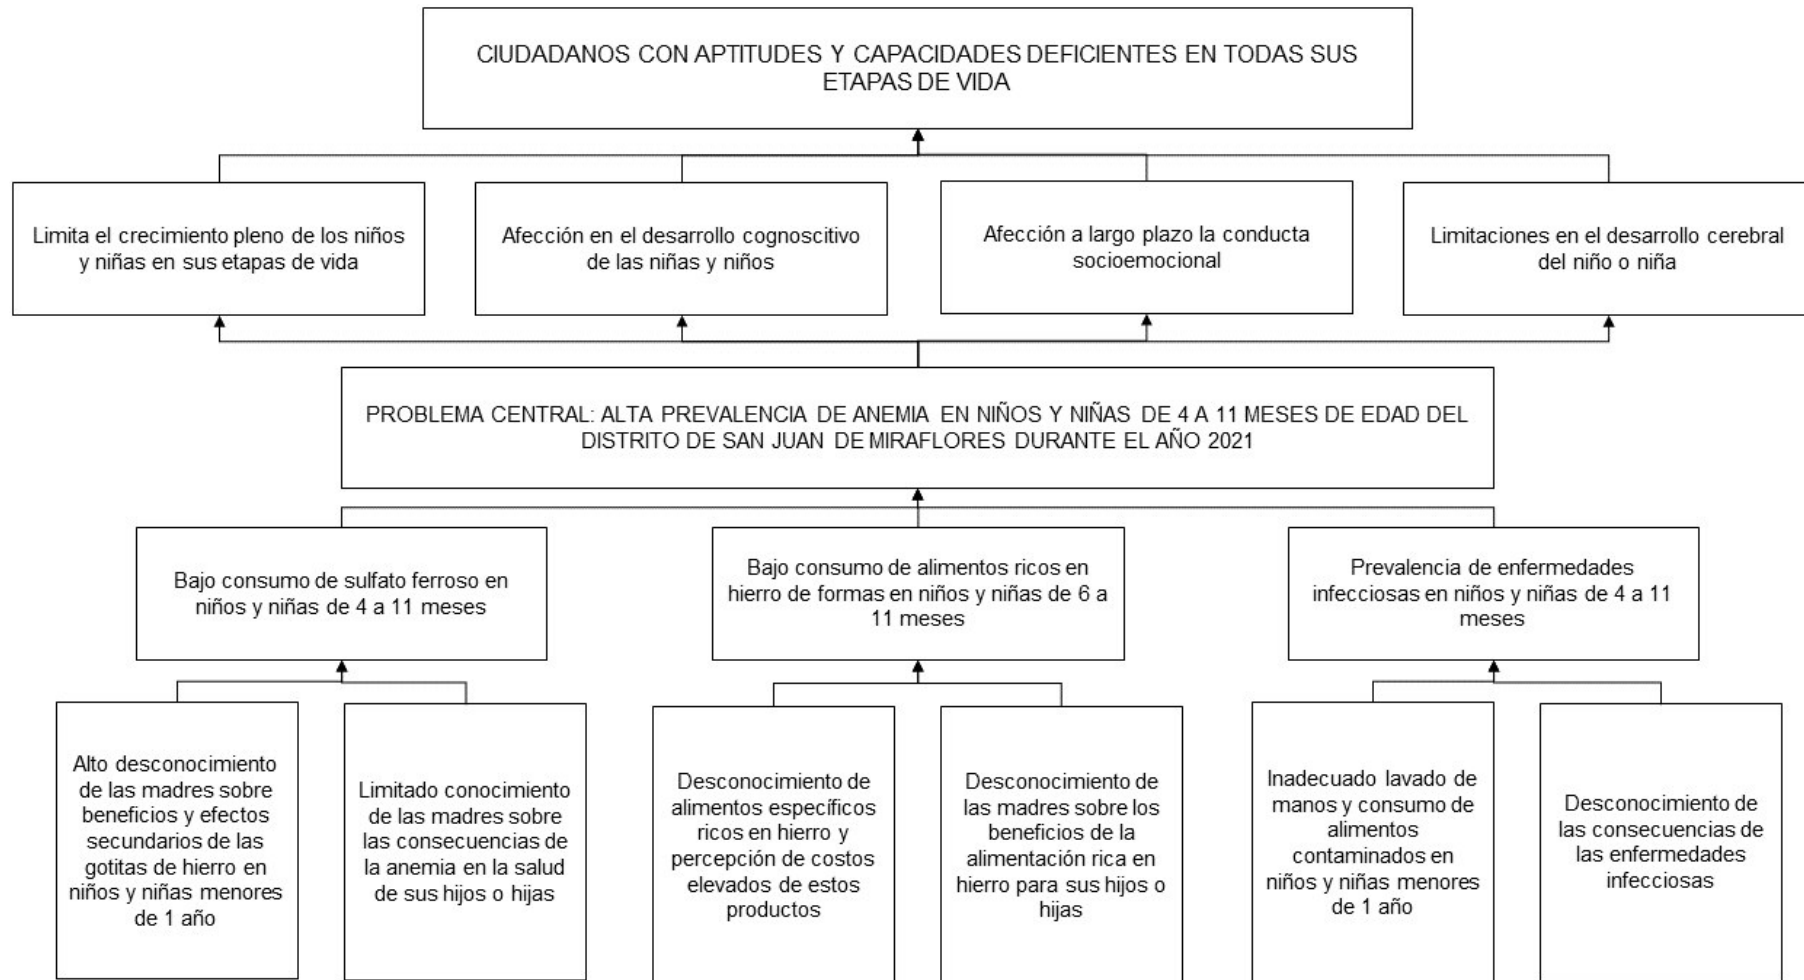 CIUDADANOS CON APTITUDES Y CAPACIDADES DEFICIENTES EN TODAS SUS
ETAPAS DE VIDA
Limita el crecimiento pleno de los niños
y niñas en sus etapas de vida
Afección en el desarrollo cognoscitivo
de las niñas y niños
Afección a largo plazo la conducta
socioemocional
Limitaciones en el desarrollo cerebral
del niño o niña
PROBLEMA CENTRAL: ALTA PREVALENCIA DE ANEMIA EN NIÑOS Y NIÑAS DE 4 A 11 MESES DE EDAD DEL
DISTRITO DE SAN JUAN DE MIRAFLORES DURANTE EL AÑO 2021
Bajo consumo de sulfato ferroso en
niños y niñas de 4 a 11 meses
Bajo consumo de alimentos ricos en
hierro de formas en niños y niñas de 6 a
11 meses
Prevalencia de enfermedades
infecciosas en niños y niñas de 4 a 11
meses
Alto desconocimiento
de las madres sobre
beneficios y efectos
secundarios de las
gotitas de hierro en
niños y niñas menores
de 1 año
Limitado conocimiento
de las madres sobre
las consecuencias de
la anemia en la salud
de sus hijos o hijas
Desconocimiento de
alimentos específicos
ricos en hierro y
percepción de costos
elevados de estos
productos
Desconocimiento de
las madres sobre los
beneficios de la
alimentación rica en
hierro para sus hijos o
hijas
Inadecuado lavado de
manos y consumo de
alimentos
contaminados en
niños y niñas menores
de 1 año
Desconocimiento de
las consecuencias de
las enfermedades
infecciosas